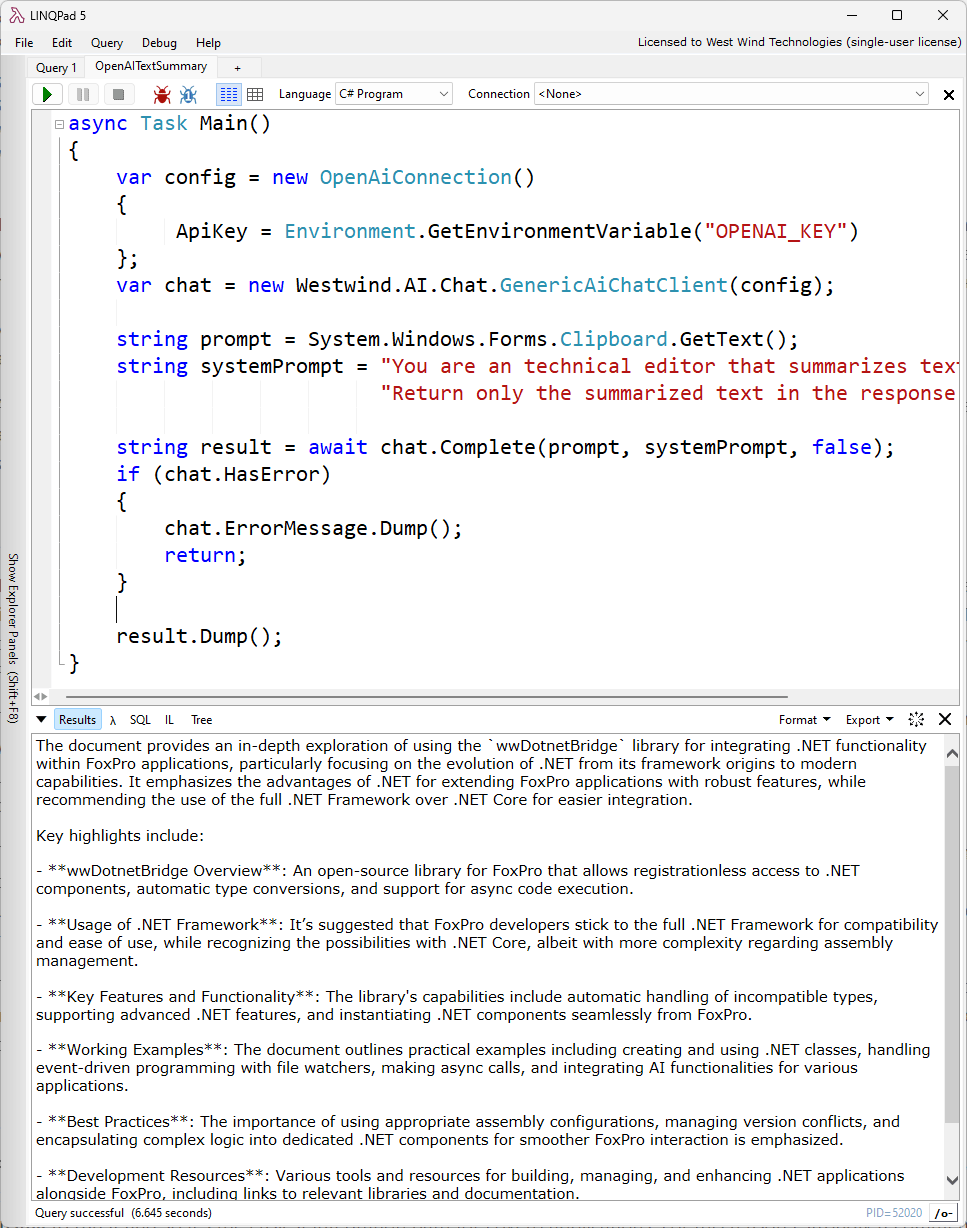 LINQPad 5
File Edit Query Debug Help Licensed to West Wind Technologies (single-user license)
Query 1 OpenAITextSummary +
Language C# Program Connection <None>
Show Explorer Panels (Shift+F8)
async Task Main()
{
    var config = new OpenAiConnection()
    {
         ApiKey = Environment.GetEnvironmentVariable("OPENAI_KEY")
    };
    var chat = new Westwind.AI.Chat.GenericAiChatClient(config);
    string prompt = System.Windows.Forms.Clipboard.GetText();
    string systemPrompt = "You are an technical editor that summarizes tex
                          "Return only the summarized text in the response
    string result = await chat.Complete(prompt, systemPrompt, false);
    if (chat.HasError)
    {
        chat.ErrorMessage.Dump();
        return;
    }
    result.Dump();
}
Results λ SQL IL Tree Format Export
The document provides an in-depth exploration of using the `wwDotnetBridge` library for integrating .NET functionality
within FoxPro applications, particularly focusing on the evolution of .NET from its framework origins to modern
capabilities. It emphasizes the advantages of .NET for extending FoxPro applications with robust features, while
recommending the use of the full .NET Framework over .NET Core for easier integration.
Key highlights include:
- **wwDotnetBridge Overview**: An open-source library for FoxPro that allows registrationless access to .NET
components, automatic type conversions, and support for async code execution.
- **Usage of .NET Framework**: It’s suggested that FoxPro developers stick to the full .NET Framework for compatibility
and ease of use, while recognizing the possibilities with .NET Core, albeit with more complexity regarding assembly
management.
- **Key Features and Functionality**: The library's capabilities include automatic handling of incompatible types,
supporting advanced .NET features, and instantiating .NET components seamlessly from FoxPro.
- **Working Examples**: The document outlines practical examples including creating and using .NET classes, handling
event-driven programming with file watchers, making async calls, and integrating AI functionalities for various
applications.
- **Best Practices**: The importance of using appropriate assembly configurations, managing version conflicts, and
encapsulating complex logic into dedicated .NET components for smoother FoxPro interaction is emphasized.
- **Development Resources**: Various tools and resources for building, managing, and enhancing .NET applications
alongside FoxPro, including links to relevant libraries and documentation.
Query successful (6.645 seconds) PID=52020 /o-